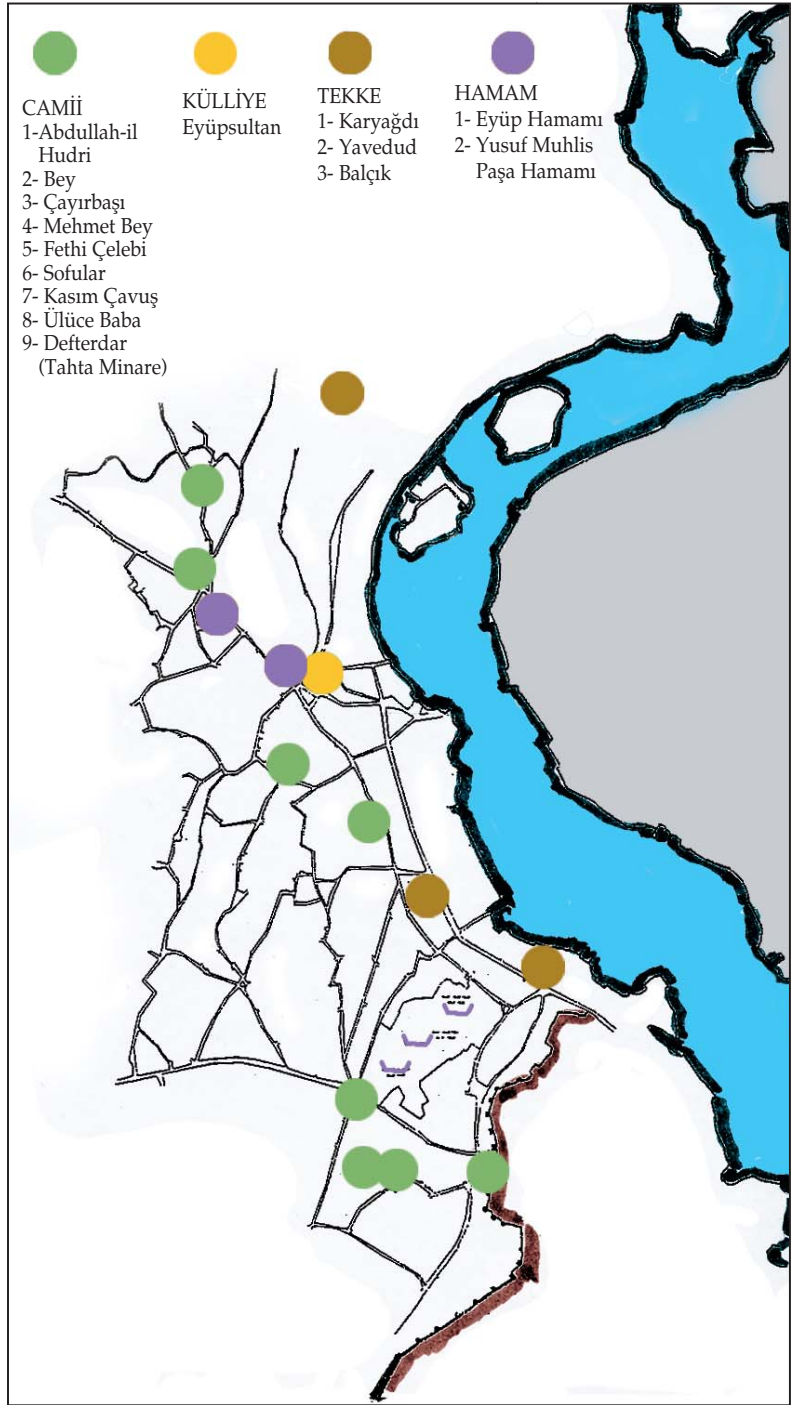 CAMİİ
1-Abdullah-il
Hudri
2- Bey
3- Çayırbaşı
4- Mehmet Bey
5- Fethi Çelebi
6- Sofular
7- Kasım Çavuş
8- Ülüce Baba
9- Defterdar
(Tahta Minare)
KÜLLİYE
Eyüpsultan
TEKKE
1- Karyağdı
2- Yavedud
3- Balçık
HAMAM
1- Eyüp Hamamı
2- Yusuf Muhlis
Paşa Hamamı